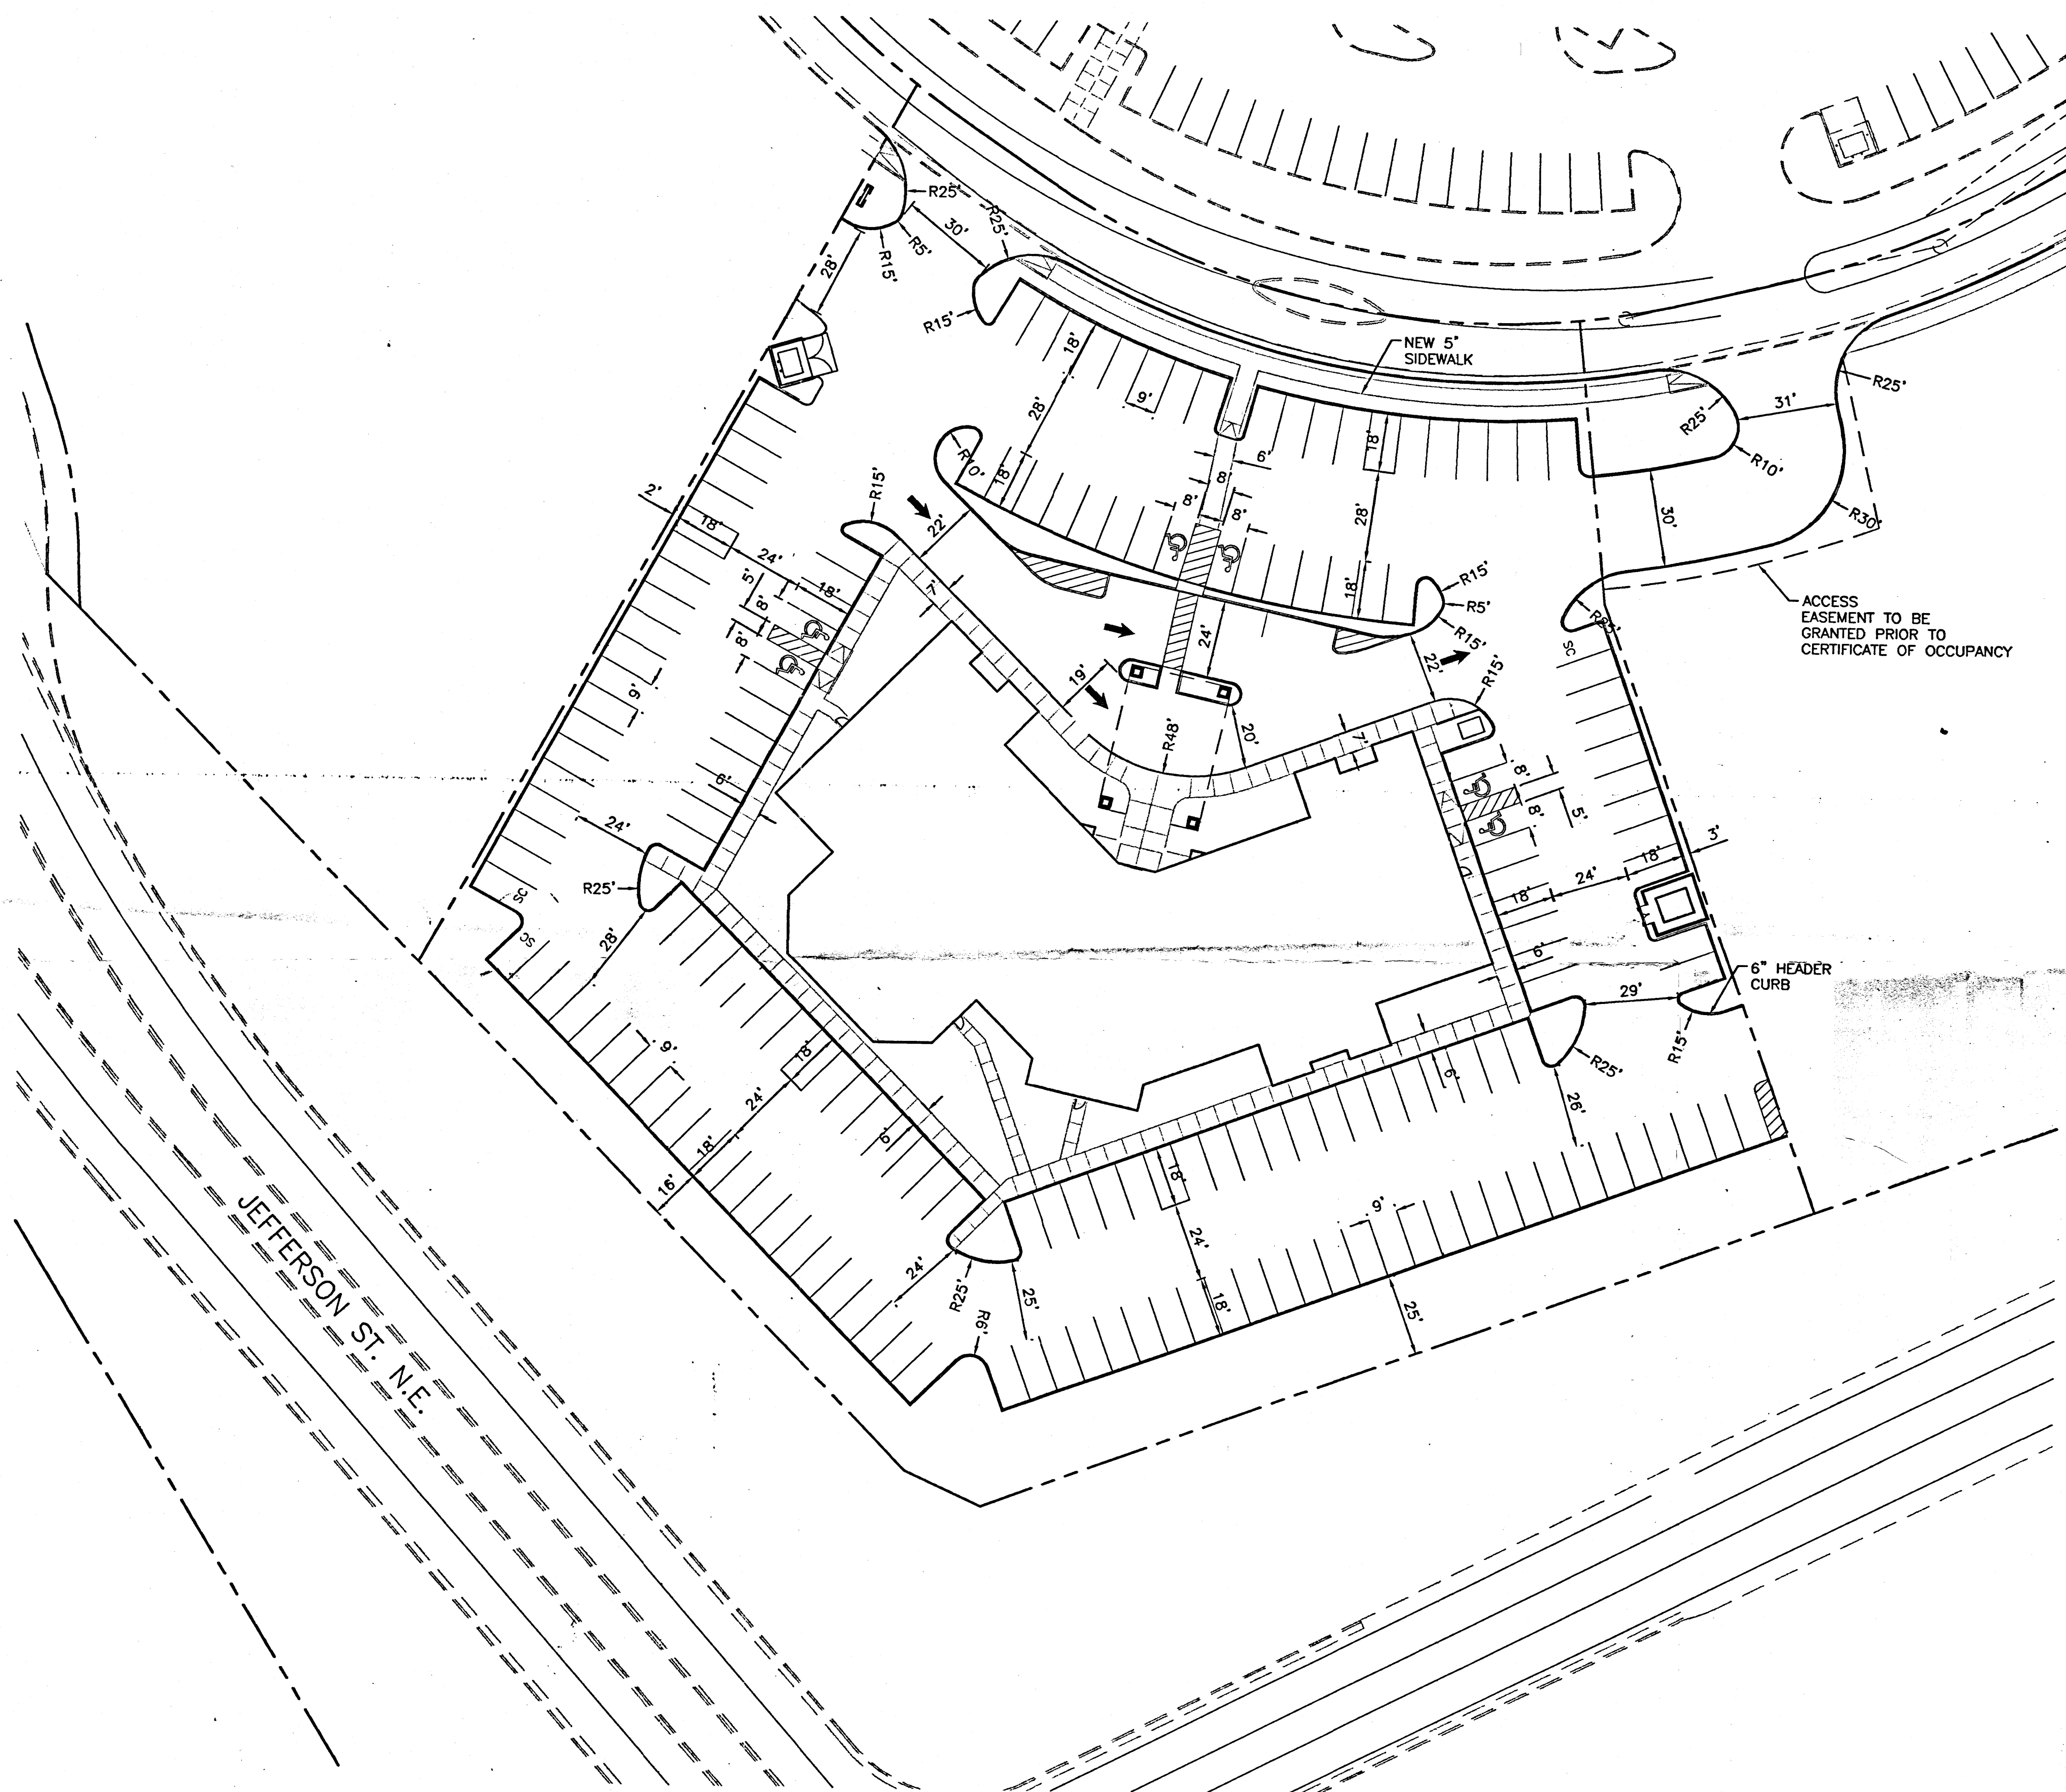 R25'
R25'
30'
R5'
R15'
28'
R15'
18'
NEW 5"
SIDEWALK
28'
9'
R25'
31'
R25'
R10'
18'
6'
8'
8'
8'
R10'
18'
R15'
22'
28'
30'
R30'
2'
18'
24'
5'
8'
18'
8'
7'
18'
R15'
R5'
R15'
ACCESS
EASEMENT TO BE
GRANTED PRIOR TO
CERTIFICATE OF OCCUPANCY
R25'
SC
24'
22'
R15'
19'
9'
R48'
20'
7'
6'
8'
8'
5'
3'
18'
24'
18'
24'
R25'
SC
SC
28'
6'
6" HEADER
CURB
29'
R15'
R25'
9'
18'
24'
6'
18'
16'
6'
26'
18'
9'
24'
18'
25'
24'
R25'
25'
R6'
JEFFERSON ST. N.E.